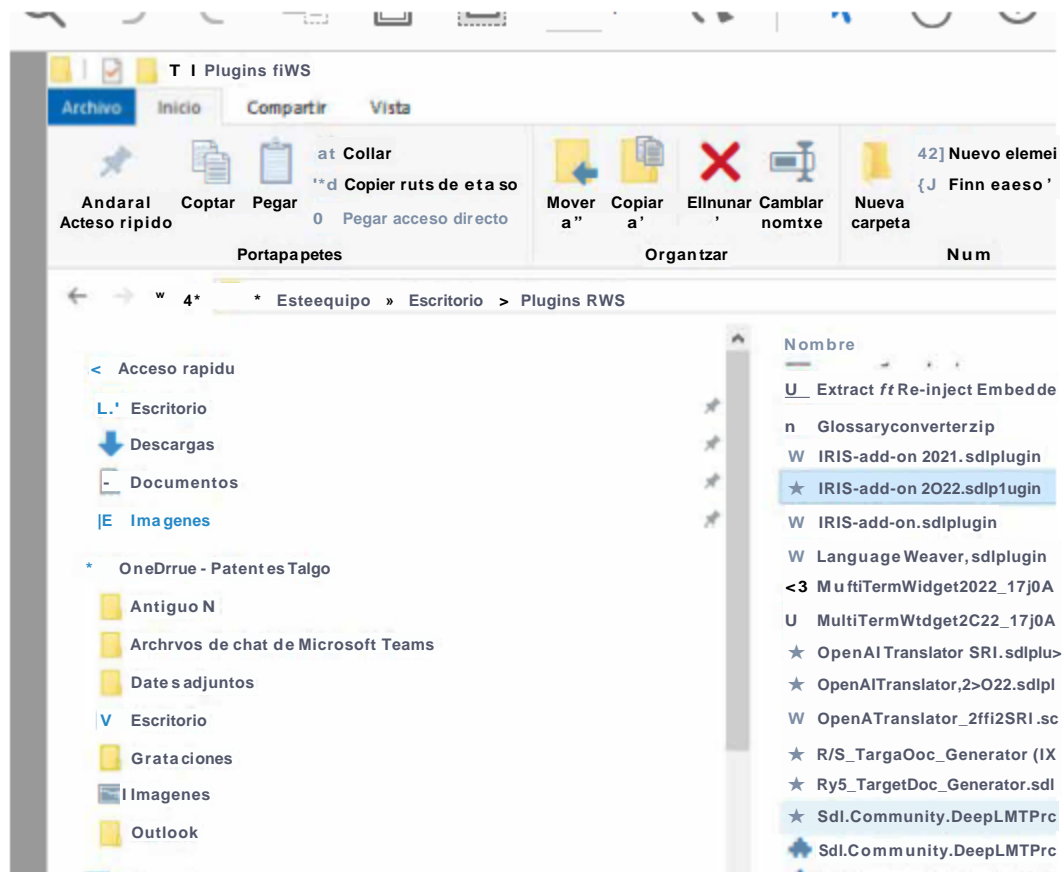 T I Plugins fiWS
Archivo Inicio Compartir Vista
at Collar
'*d Copier ruts de eta so
0 Pegar acceso directo
Andaral
Acteso ripido
Coptar Pegar
Portapapetes
Mover
a”
Copiar
a'
Ellnunar
'
Camblar
nomtxe
Organtzar
Nueva
carpeta
42] Nuevo elemei
{J Finn eaeso '
Num
w 4* * Esteequipo » Escritorio > Plugins RWS
< Acceso rapidu
L.' Escritorio
Descargas
- Documentos
|E Imagenes
* OneDrrue - Patentes Talgo
Antiguo N
Archrvos de chat de Microsoft Teams
Dates adjuntos
V Escritorio
Grataciones
I Imagenes
Outlook
Nombre
U Extract ft Re-inject Embedde
n Glossaryconverterzip
W IRIS-add-on 2021.sdlplugin
★ IRIS-add-on 2O22.sdlp1ugin
W IRIS-add-on.sdlplugin
W Language Weaver,sdlplugin
<3 MuftiTermWidget2022_17j0A
U MultiTermWtdget2C22_17j0A
★ OpenAI Translator SRI.sdlplu>
★ OpenAITranslator,2>O22.sdlpl
W OpenATranslator_2ffi2SRI.sc
★ R/S_TargaOoc_Generator (IX
★ Ry5_TargetDoc_Generator.sdl
★ Sdl.Community.DeepLMTPrc
Sdl.Community.DeepLMTPrc